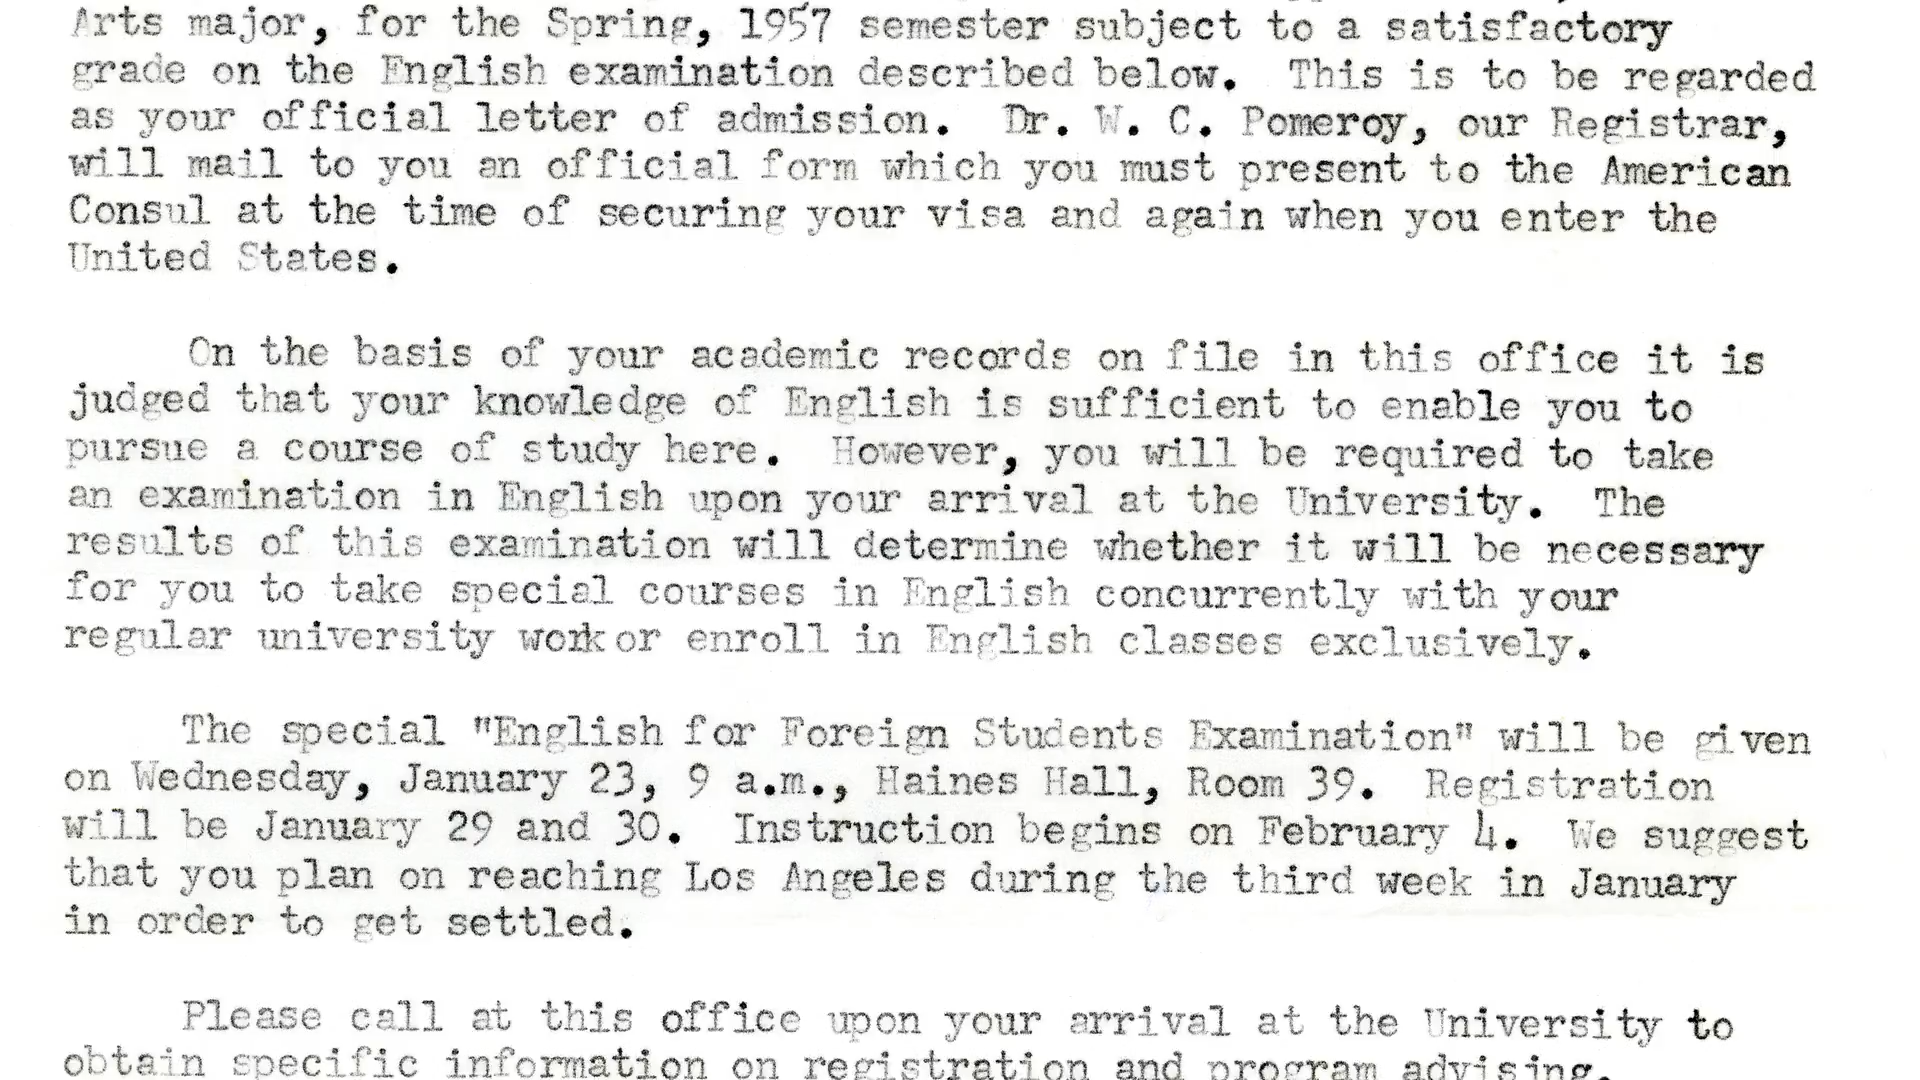 Arts major, for the Spring, 1957 semester subject to a satisfactory
grade on the English examination described below.  This is to be regarded
as your official letter of admission.  Dr. W. C. Pomeroy, our Registrar,
will mail to you an official form which you must present to the American
Consul at the time of securing your visa and again when you enter the
United States.
On the basis of your academic records on file in this office it is
judged that your knowledge of English is sufficient to enable you to
pursue a course of study here.  However, you will be required to take
an examination in English upon your arrival at the University.  The
results of this examination will determine whether it will be necessary
for you to take special courses in English concurrently with your
regular university work or enroll in English classes exclusively.
The special "English for Foreign Students Examination" will be given
on Wednesday, January 23, 9 a.m., Haines Hall, Room 39.  Registration
will be January 29 and 30.  Instruction begins on February 4.  We suggest
that you plan on reaching Los Angeles during the third week in January
in order to get settled.
Please call at this office upon your arrival at the University to
obtain specific information on registration and program advising.